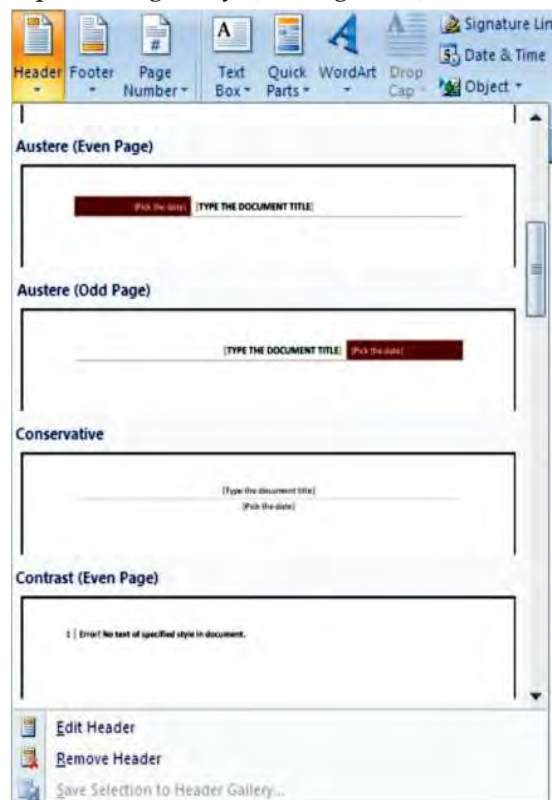 Header Footer Page Number Text Box Quick Parts WordArt Drop Cap
Signature Lin
Date & Time
Object
Austere (Even Page)
[Pick the date] [TYPE THE DOCUMENT TITLE]
Austere (Odd Page)
[TYPE THE DOCUMENT TITLE] [Pick the date]
Conservative
[Type the document title]
[Pick the date]
Contrast (Even Page)
1 | Error! No text of specified style in document.
Edit Header
Remove Header
Save Selection to Header Gallery...